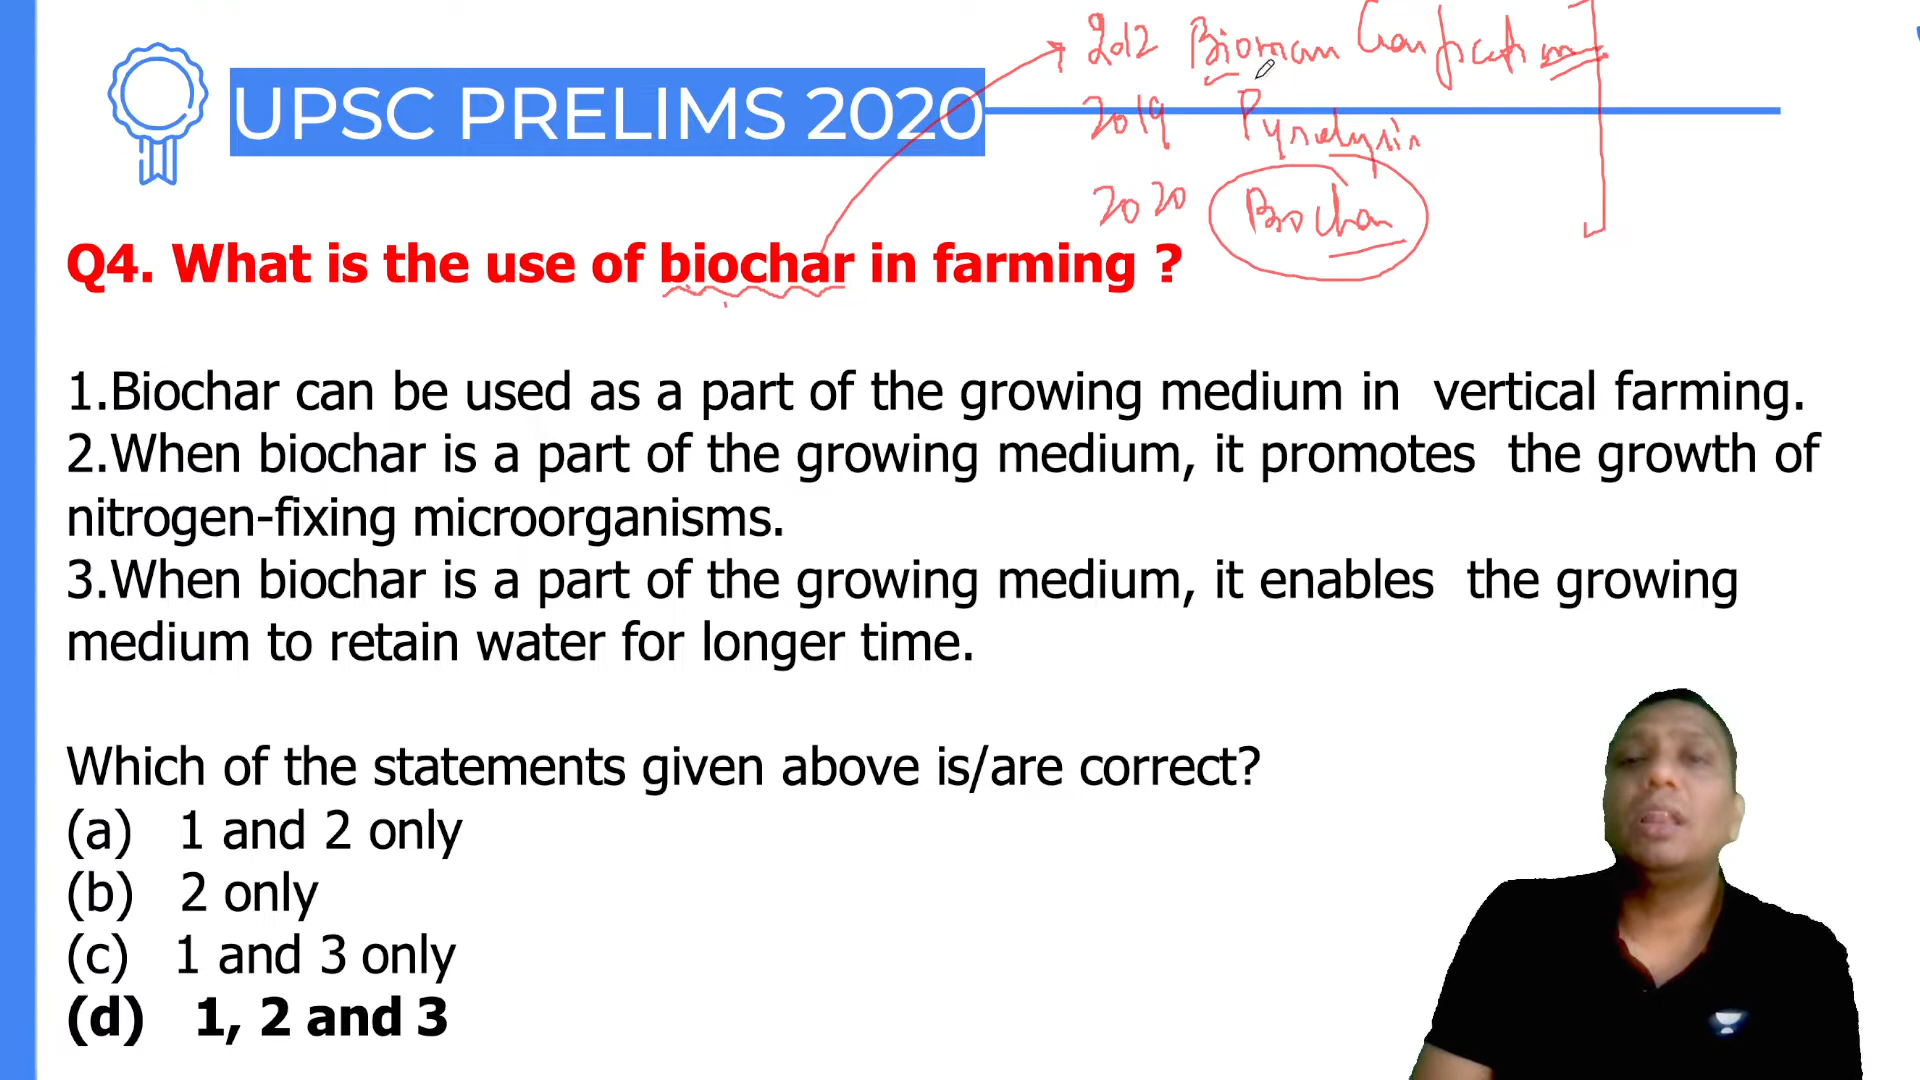 2012 Biomass Gasification
UPSC PRELIMS 2020
2019 Pyrolysis
2020 Biochar
Q4. What is the use of biochar in farming ?
1.Biochar can be used as a part of the growing medium in vertical farming.
2.When biochar is a part of the growing medium, it promotes the growth of
nitrogen-fixing microorganisms.
3.When biochar is a part of the growing medium, it enables the growing
medium to retain water for longer time.
Which of the statements given above is/are correct?
(a) 1 and 2 only
(b) 2 only
(c) 1 and 3 only
(d) 1, 2 and 3